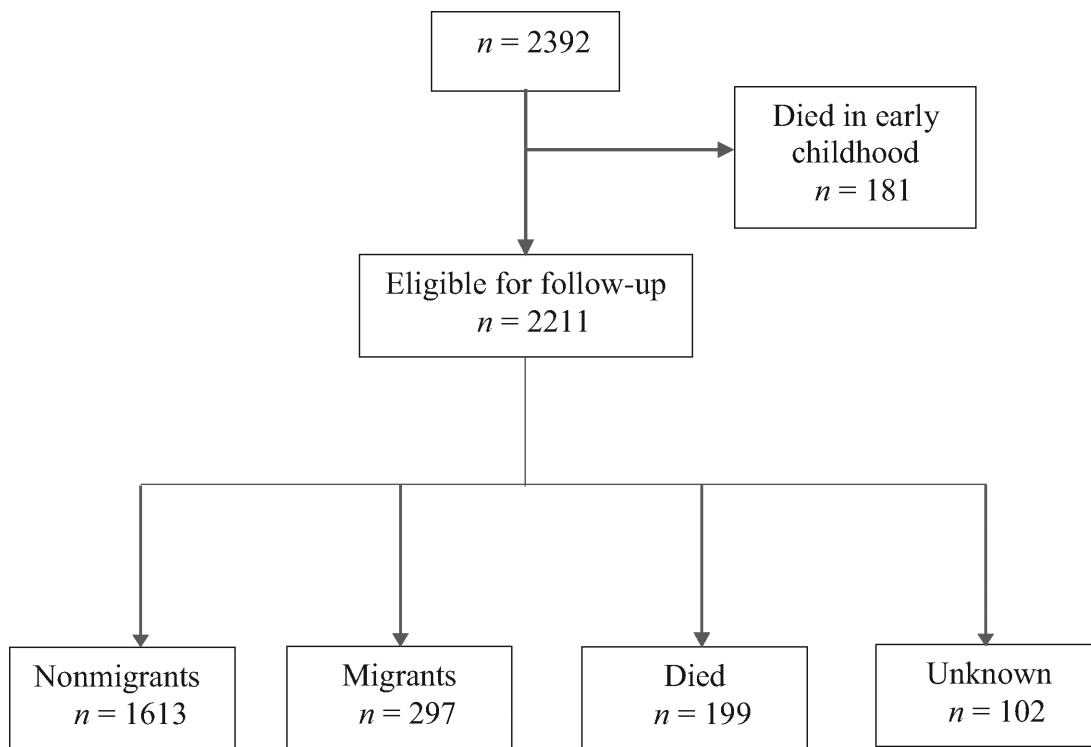 n = 2392
Died in early
childhood
n = 181
Eligible for follow-up
n = 2211
Nonmigrants
n = 1613
Migrants
n = 297
Died
n = 199
Unknown
n = 102